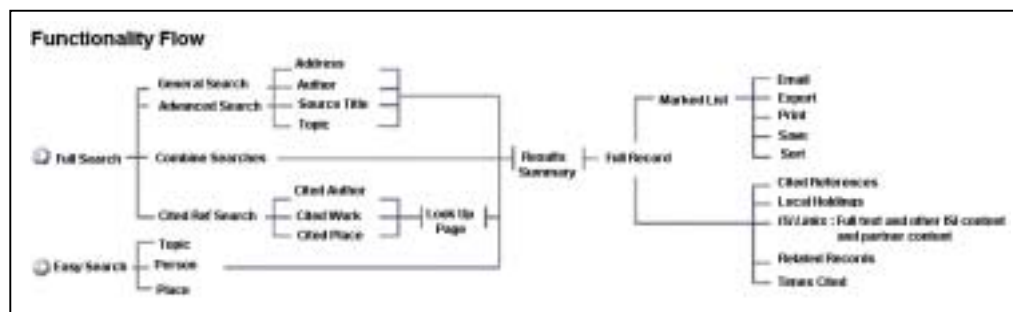 Functionality Flow
Full Search
General Search
Advanced Search
Address
Author
Source Title
Topic
Combine Searches
Cited Ref Search
Cited Author
Cited Work
Cited Place
Look Up
Page
Easy Search
Topic
Person
Place
Results
Summary
Full Record
Marked List
Email
Export
Print
Save
Sort
Cited References
Local Holdings
ISI Links : Full text and other ISI content
and partner content
Related Records
Times Cited